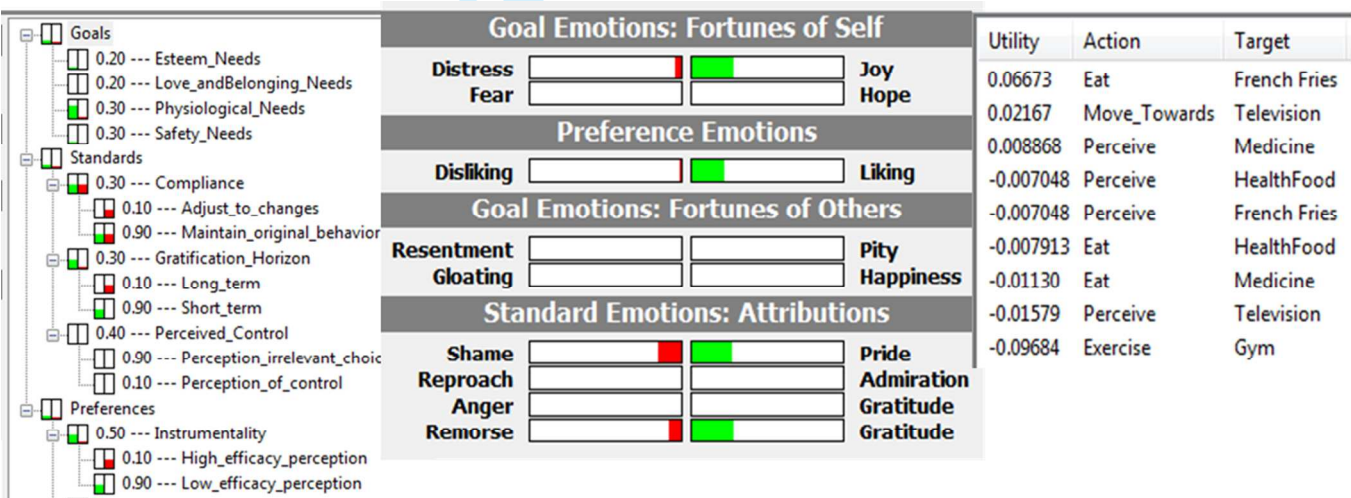 Goals
0.20 --- Esteem_Needs
0.20 --- Love_andBelonging_Needs
0.30 --- Physiological_Needs
0.30 --- Safety_Needs
Standards
0.30 --- Compliance
0.10 --- Adjust_to_changes
0.90 --- Maintain_original_behavior
0.30 --- Gratification_Horizon
0.10 --- Long_term
0.90 --- Short_term
0.40 --- Perceived_Control
0.90 --- Perception_irrelevant_choic
0.10 --- Perception_of_control
Preferences
0.50 --- Instrumentality
0.10 --- High_efficacy_perception
0.90 --- Low_efficacy_perception
Goal Emotions: Fortunes of Self
Distress Joy
Fear Hope
Preference Emotions
Disliking Liking
Goal Emotions: Fortunes of Others
Resentment Pity
Gloating Happiness
Standard Emotions: Attributions
Shame Pride
Reproach Admiration
Anger Gratitude
Remorse Gratitude
Utility Action Target
0.06673 Eat French Fries
0.02167 Move_Towards Television
0.008868 Perceive Medicine
-0.007048 Perceive HealthFood
-0.007048 Perceive French Fries
-0.007913 Eat HealthFood
-0.01130 Eat Medicine
-0.01579 Perceive Television
-0.09684 Exercise Gym